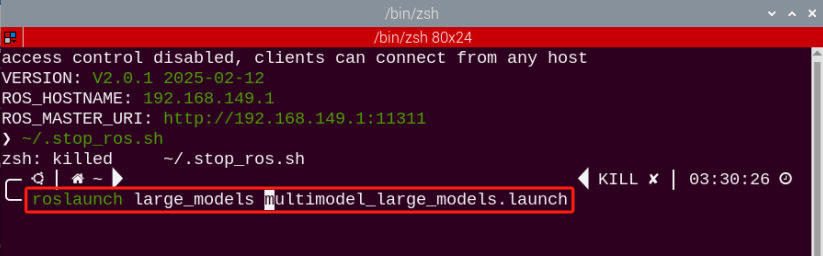 /bin/zsh
/bin/zsh 80x24
access control disabled, clients can connect from any host
VERSION: V2.0.1 2025-02-12
ROS_HOSTNAME: 192.168.149.1
ROS_MASTER_URI: http://192.168.149.1:11311
❯ ~/.stop_ros.sh
zsh: killed     ~/.stop_ros.sh
~ KILL ✘ 03:30:26
roslaunch large_models multimodel_large_models.launch